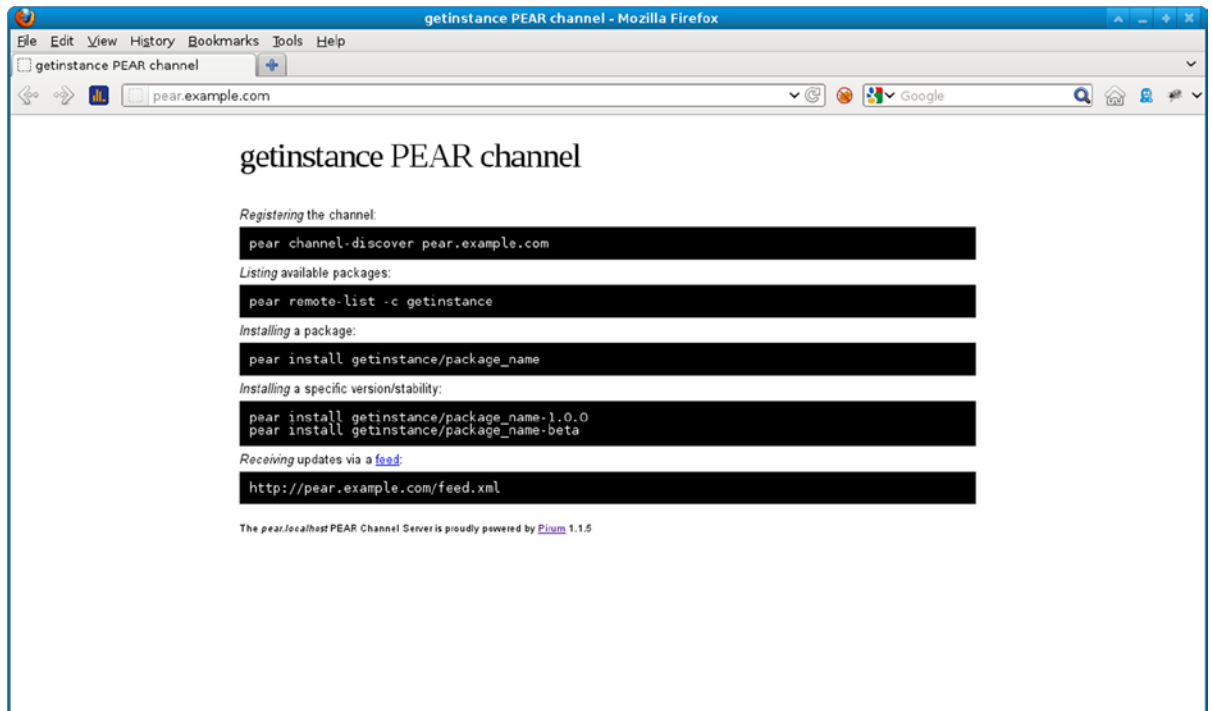 getinstance PEAR channel - Mozilla Firefox
File Edit View History Bookmarks Tools Help
getinstance PEAR channel
pear.example.com
Google
getinstance PEAR channel
Registering the channel:
pear channel-discover pear.example.com
Listing available packages:
pear remote-list -c getinstance
Installing a package:
pear install getinstance/package_name
Installing a specific version/stability:
pear install getinstance/package_name-1.0.0
pear install getinstance/package_name-beta
Receiving updates via a feed:
http://pear.example.com/feed.xml
The pear.localhost PEAR Channel Server is proudly powered by Pirum 1.1.5